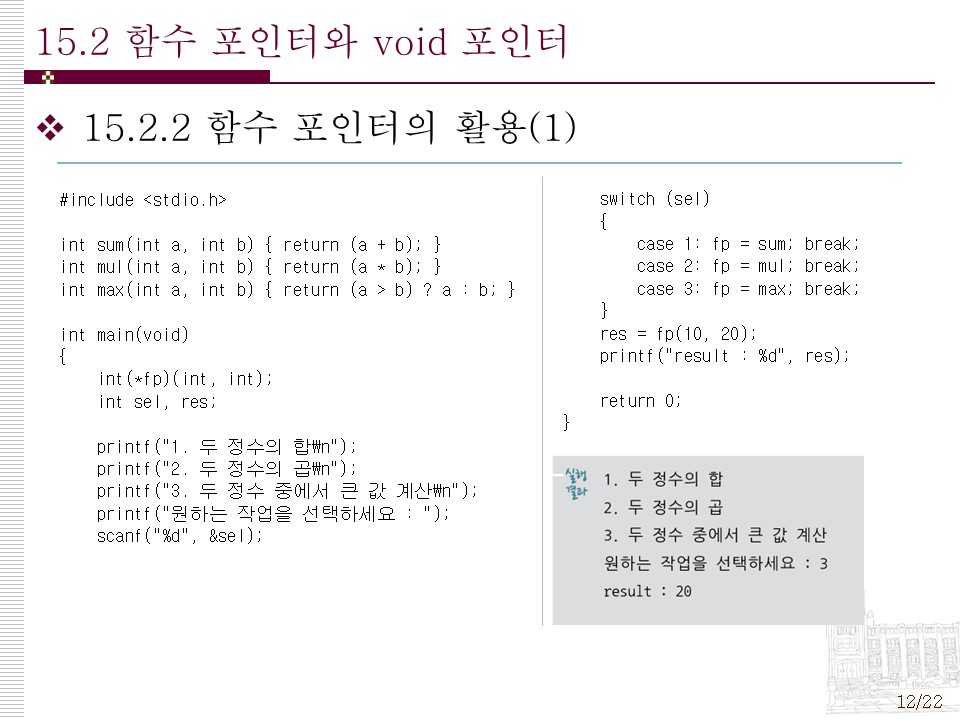 15.2 함수 포인터와 void 포인터
❖ 15.2.2 함수 포인터의 활용(1)
#include <stdio.h>
int sum(int a, int b) { return (a + b); }
int mul(int a, int b) { return (a * b); }
int max(int a, int b) { return (a > b) ? a : b; }
int main(void)
{
int(*fp)(int, int);
int sel, res;
printf("1. 두 정수의 합₩n");
printf("2. 두 정수의 곱₩n");
printf("3. 두 정수 중에서 큰 값 계산₩n");
printf("원하는 작업을 선택하세요 : ");
scanf("%d", &sel);
switch (sel)
{
case 1: fp = sum; break;
case 2: fp = mul; break;
case 3: fp = max; break;
}
res = fp(10, 20);
printf("result : %d", res);
return 0;
}
실행
결과
1. 두 정수의 합
2. 두 정수의 곱
3. 두 정수 중에서 큰 값 계산
원하는 작업을 선택하세요 : 3
result : 20
12/22